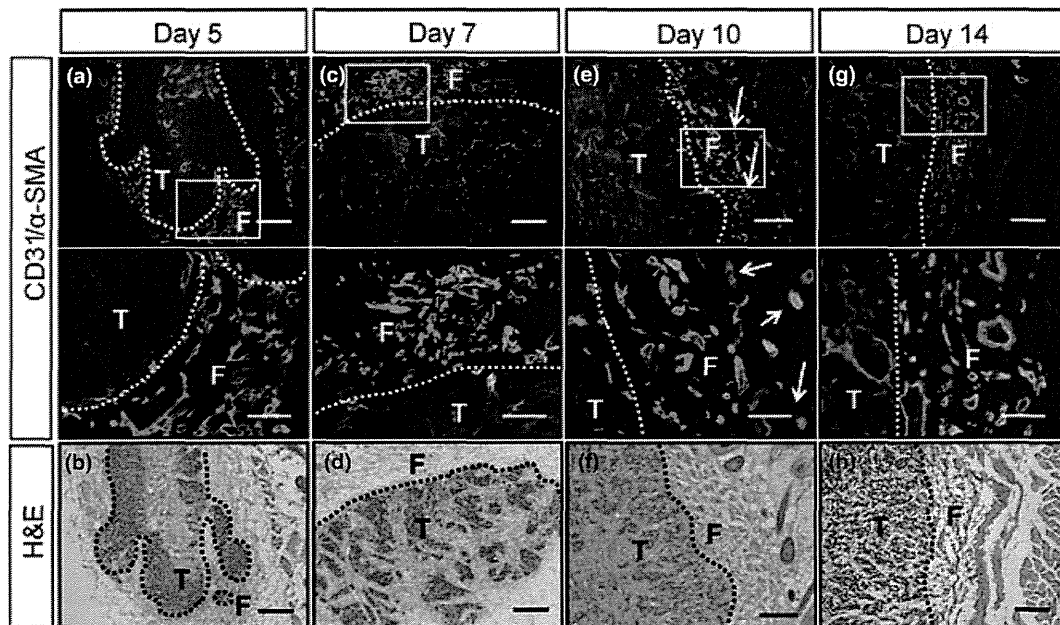 Day 5
Day 7
Day 10
Day 14
CD31/α-SMA
(a)
T
F
(c)
F
T
(e)
T
F
(g)
T
F
T
F
F
T
T
F
T
F
H&E
(b)
T
F
(d)
F
T
(f)
T
F
(h)
T
F